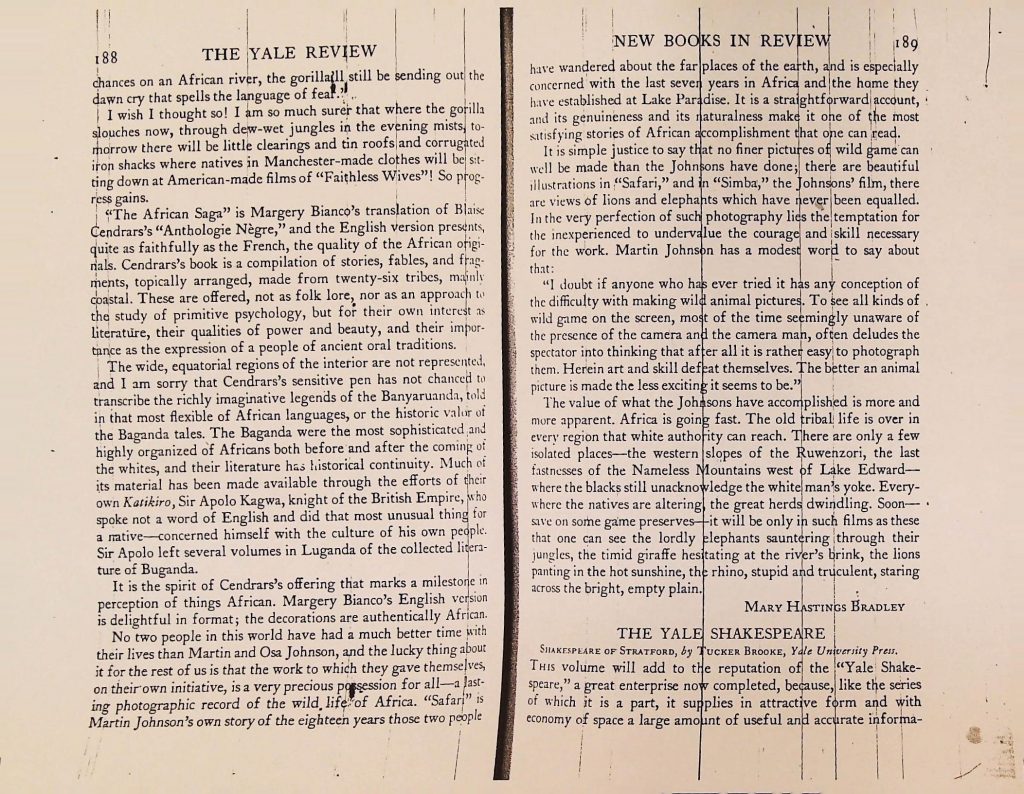 188 THE YALE REVIEW
chances on an African river, the gorilla'll still be sending out the
dawn cry that spells the language of fear."
I wish I thought so! I am so much surer that where the gorilla
slouches now, through dew-wet jungles in the evening mists, to-
morrow there will be little clearings and tin roofs and corrugated
iron shacks where natives in Manchester-made clothes will be sit-
ting down at American-made films of "Faithless Wives"! So prog-
ress gains.
"The African Saga" is Margery Bianco's translation of Blaise
Cendrars's "Anthologie Nègre," and the English version presents,
quite as faithfully as the French, the quality of the African origi-
nals. Cendrars's book is a compilation of stories, fables, and frag-
ments, topically arranged, made from twenty-six tribes, mainly
coastal. These are offered, not as folk lore, nor as an approach to
the study of primitive psychology, but for their own interest as
literature, their qualities of power and beauty, and their impor-
tance as the expression of a people of ancient oral traditions.
The wide, equatorial regions of the interior are not represented,
and I am sorry that Cendrars's sensitive pen has not chanced to
transcribe the richly imaginative legends of the Banyaruanda, told
in that most flexible of African languages, or the historic valor of
the Baganda tales. The Baganda were the most sophisticated and
highly organized of Africans both before and after the coming of
the whites, and their literature has historical continuity. Much of
its material has been made available through the efforts of their
own Katikiro, Sir Apolo Kagwa, knight of the British Empire, who
spoke not a word of English and did that most unusual thing for
a native—concerned himself with the culture of his own people.
Sir Apolo left several volumes in Luganda of the collected litera-
ture of Buganda.
It is the spirit of Cendrars's offering that marks a milestone in
perception of things African. Margery Bianco's English version
is delightful in format; the decorations are authentically African.
No two people in this world have had a much better time with
their lives than Martin and Osa Johnson, and the lucky thing about
it for the rest of us is that the work to which they gave themselves,
on their own initiative, is a very precious possession for all—a last-
ing photographic record of the wild life of Africa. "Safari" is
Martin Johnson's own story of the eighteen years those two people
NEW BOOKS IN REVIEW 189
have wandered about the far places of the earth, and is especially
concerned with the last seven years in Africa and the home they
have established at Lake Paradise. It is a straightforward account,
and its genuineness and its naturalness make it one of the most
satisfying stories of African accomplishment that one can read.
It is simple justice to say that no finer pictures of wild game can
well be made than the Johnsons have done; there are beautiful
illustrations in "Safari," and in "Simba," the Johnsons' film, there
are views of lions and elephants which have never been equalled.
In the very perfection of such photography lies the temptation for
the inexperienced to undervalue the courage and skill necessary
for the work. Martin Johnson has a modest word to say about
that:
"I doubt if anyone who has ever tried it has any conception of
the difficulty with making wild animal pictures. To see all kinds of
wild game on the screen, most of the time seemingly unaware of
the presence of the camera and the camera man, often deludes the
spectator into thinking that after all it is rather easy to photograph
them. Herein art and skill defeat themselves. The better an animal
picture is made the less exciting it seems to be."
The value of what the Johnsons have accomplished is more and
more apparent. Africa is going fast. The old tribal life is over in
every region that white authority can reach. There are only a few
isolated places—the western slopes of the Ruwenzori, the last
fastnesses of the Nameless Mountains west of Lake Edward—
where the blacks still unacknowledge the white man's yoke. Every-
where the natives are altering, the great herds dwindling. Soon—
save on some game preserves—it will be only in such films as these
that one can see the lordly elephants sauntering through their
jungles, the timid giraffe hesitating at the river's brink, the lions
panting in the hot sunshine, the rhino, stupid and truculent, staring
across the bright, empty plain.
MARY HASTINGS BRADLEY
THE YALE SHAKESPEARE
SHAKESPEARE OF STRATFORD, by TUCKER BROOKE, Yale University Press.
THIS volume will add to the reputation of the "Yale Shake-
speare," a great enterprise now completed, because, like the series
of which it is a part, it supplies in attractive form and with
economy of space a large amount of useful and accurate informa-